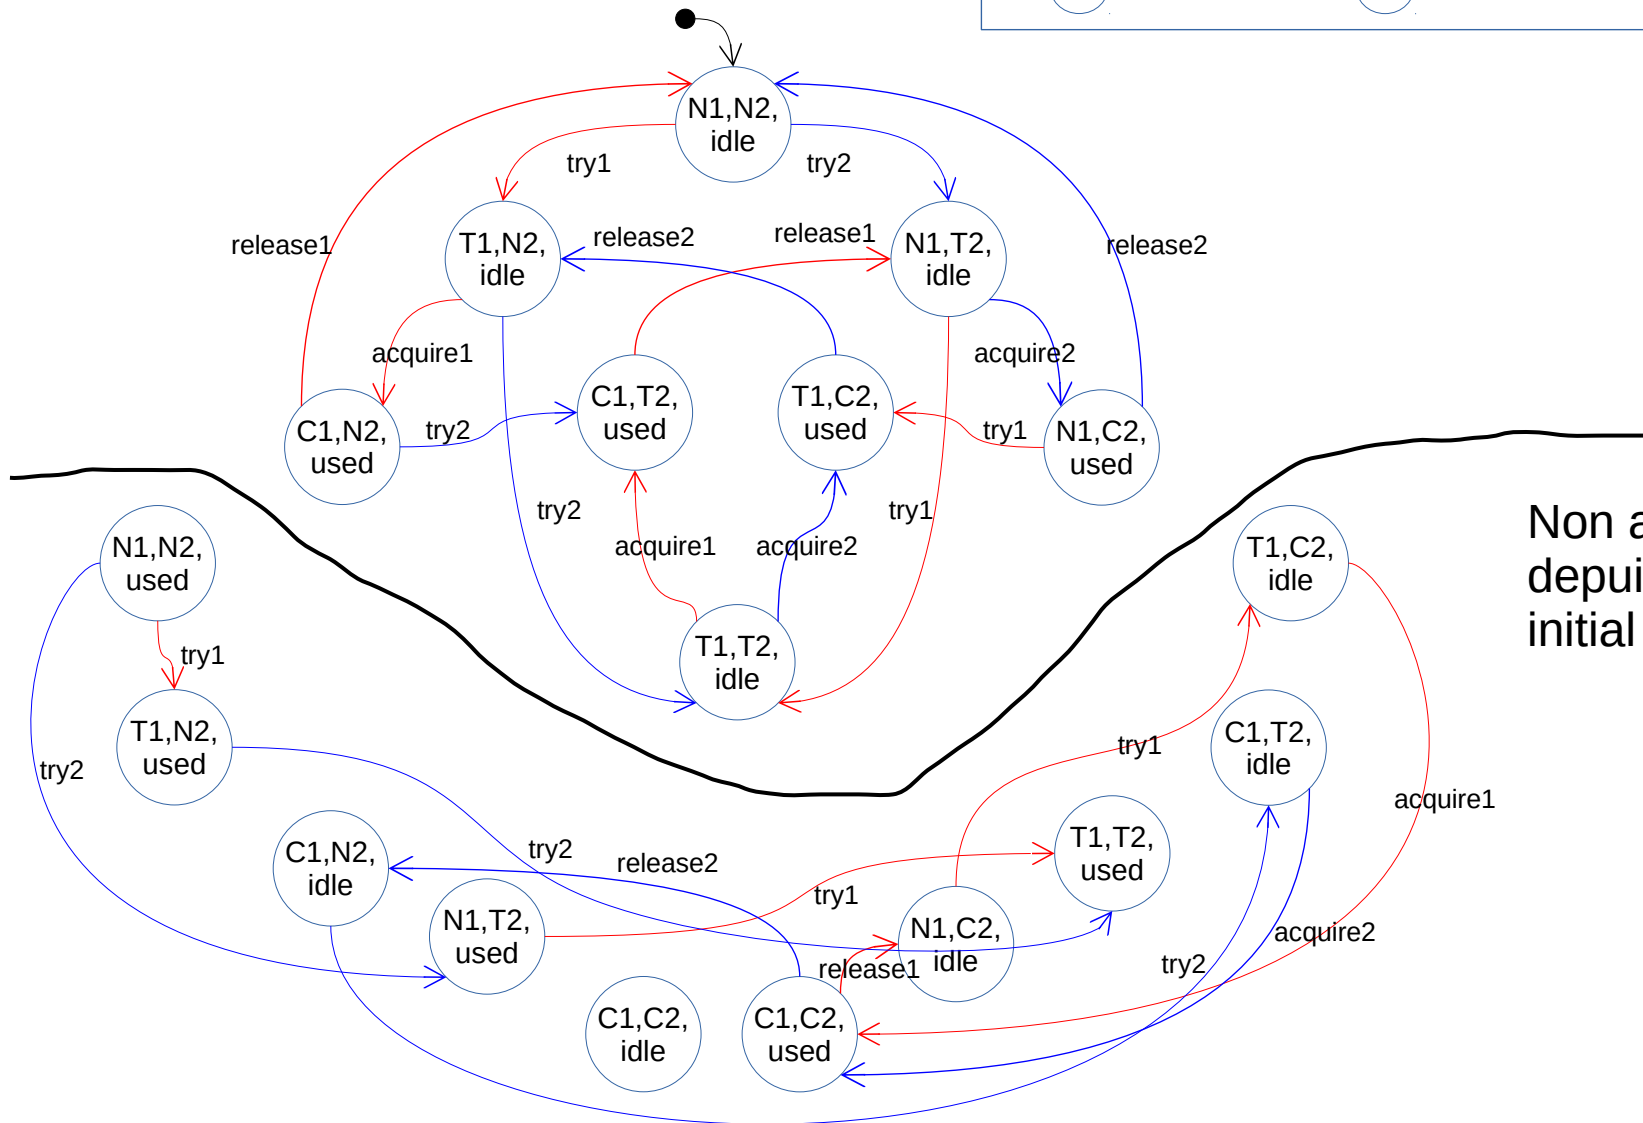 N1,N2,
idle
try1
try2
release1
T1,N2,
idle
release2
release1
N1,T2,
idle
release2
acquire1
acquire2
C1,N2,
used
try2
C1,T2,
used
T1,C2,
used
try1
N1,C2,
used
try2
acquire1
acquire2
try1
T1,T2,
idle
Non
initial
N1,N2,
used
try1
T1,N2,
used
try2
T1,C2,
idle
try1
C1,T2,
idle
acquire1
C1,N2,
idle
try2
release2
N1,T2,
used
try1
T1,T2,
used
N1,C2,
idle
release1
acquire2
try2
C1,C2,
idle
C1,C2,
used